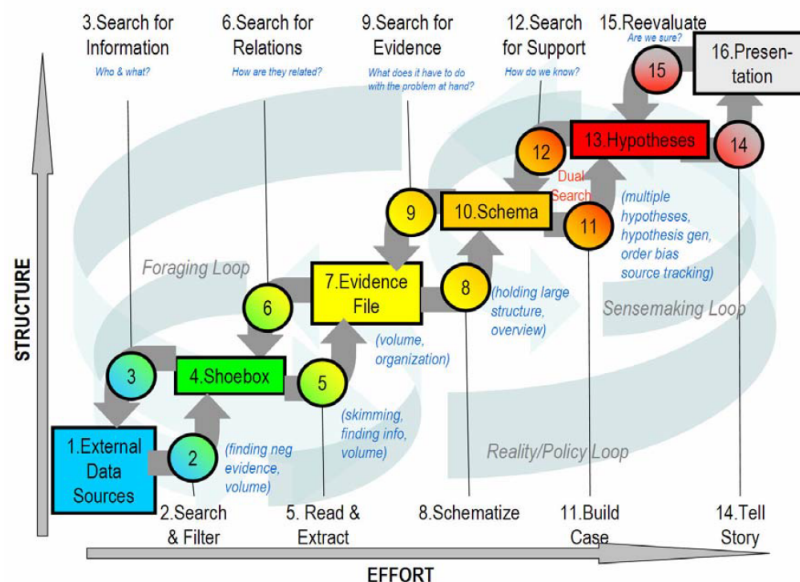 3.Search for
Information
Who & what?
6.Search for
Relations
How are they related?
9.Search for
Evidence
What does it have to do
with the problem at hand?
12.Search
for Support
How do we know?
15.Reevaluate
Are we sure?
16.Presen-
tation
15
14
13.Hypotheses
12
Dual
Search
11
(multiple
hypotheses,
hypothesis gen,
order bias
source tracking)
10.Schema
9
8
(holding large
structure,
overview)
Sensemaking Loop
Foraging Loop
7.Evidence
File
6
(volume,
organization)
4.Shoebox
3
5
(skimming,
finding info,
volume)
1.External
Data
Sources
2
(finding neg
evidence,
volume)
Reality/Policy Loop
2.Search
& Filter
5. Read &
Extract
8.Schematize
11.Build
Case
14.Tell
Story
STRUCTURE
EFFORT